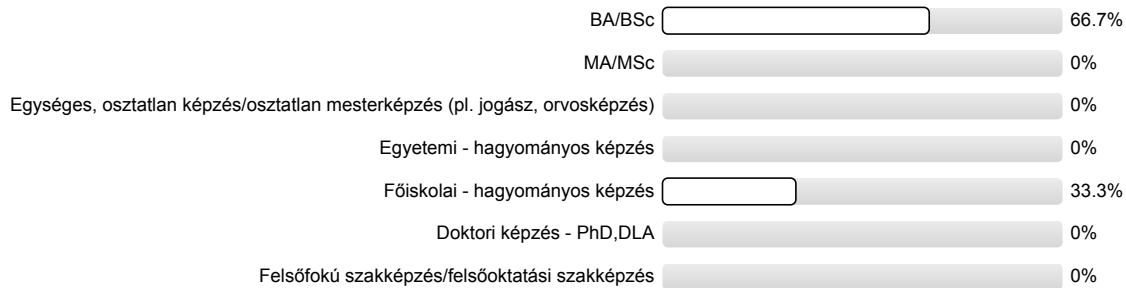 BA/BSc 66.7%
MA/MSc 0%
Egységes, osztatlan képzés/osztatlan mesterképzés (pl. jogász, orvosképzés) 0%
Egyetemi - hagyományos képzés 0%
Főiskolai - hagyományos képzés 33.3%
Doktori képzés - PhD,DLA 0%
Felsőfokú szakképzés/felsőoktatási szakképzés 0%